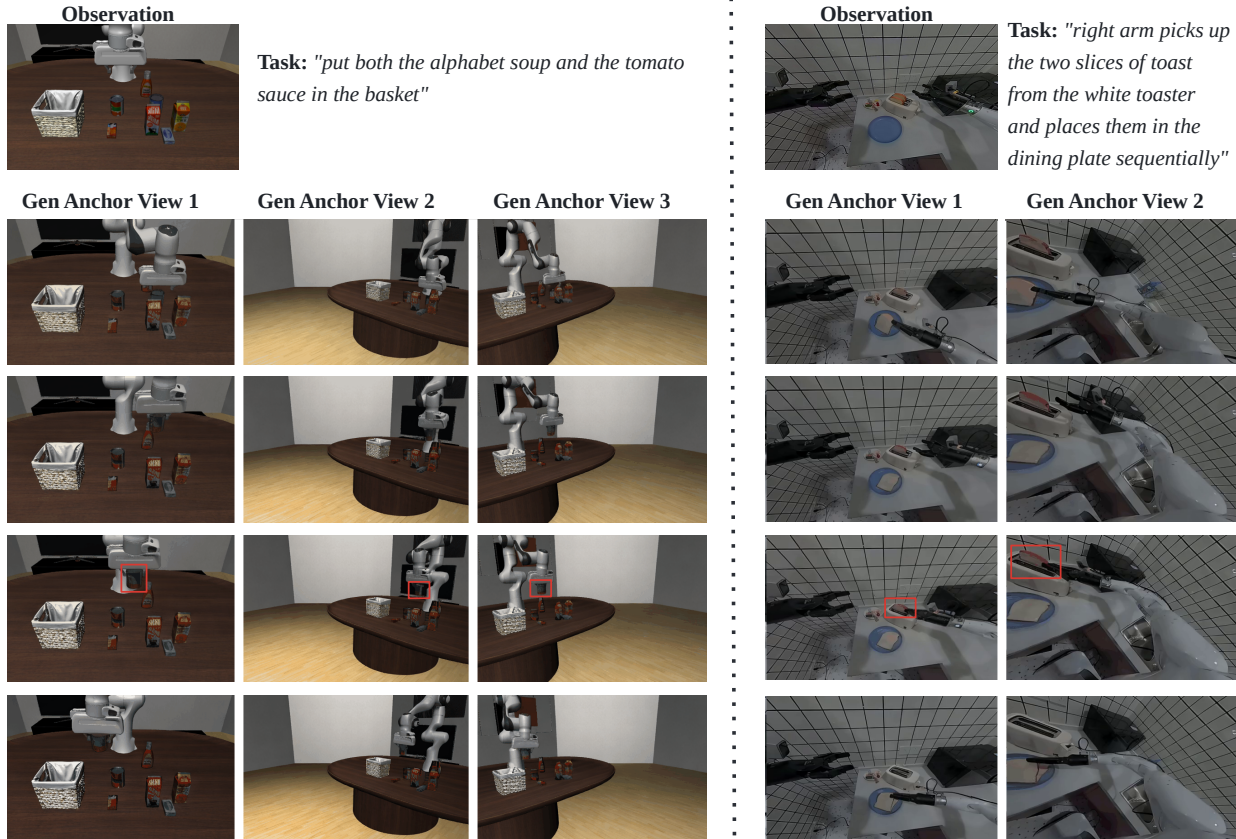 Observation
Task: "put both the alphabet soup and the tomato
sauce in the basket"
Gen Anchor View 1
Gen Anchor View 2
Gen Anchor View 3
Observation
Task: "right arm picks up
the two slices of toast
from the white toaster
and places them in the
dining plate sequentially"
Gen Anchor View 1
Gen Anchor View 2